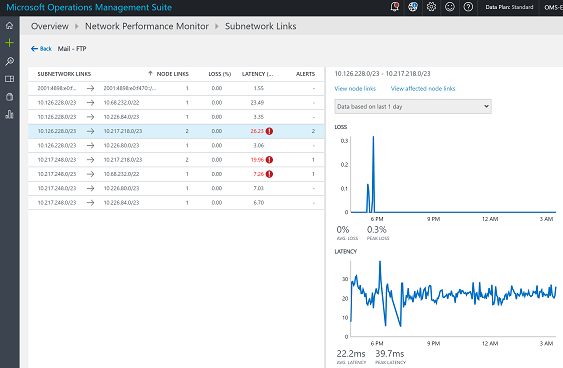 Microsoft Operations Management Suite
Data Plan: Standard
OMS-E
Overview > Network Performance Monitor > Subnetwork Links
← Back Mail - FTP
SUBNETWORK LINKS ↑ NODE LINKS LOSS (%) LATENCY (... ALERTS
2001:4898:e0:f... → 2001:4898:e0:f470::/... 1 0.00 1.55 -
10.126.228.0/23 → 10.68.232.0/22 1 0.00 23.49 -
10.126.228.0/23 → 10.226.84.0/23 1 0.00 3.35 -
10.126.228.0/23 → 10.217.218.0/23 2 0.00 26.23 2
10.126.228.0/23 → 10.226.80.0/23 1 0.00 3.06 -
10.217.248.0/23 → 10.217.218.0/23 2 0.00 19.96 1
10.217.248.0/23 → 10.68.232.0/22 1 0.00 7.26 1
10.217.248.0/23 → 10.226.80.0/23 1 0.00 7.03 -
10.217.248.0/23 → 10.226.84.0/23 1 0.00 6.70 -
10.126.228.0/23 - 10.217.218.0/23
View node links View affected node links
Data based on last 1 day
LOSS
0.3
0.2
0.1
0
6 PM 9 PM 12 AM 3 AM
0% 0.3%
AVG. LOSS PEAK LOSS
LATENCY
30
20
10
0
6 PM 9 PM 12 AM 3 AM
22.2ms 39.7ms
AVG. LATENCY PEAK LATENCY